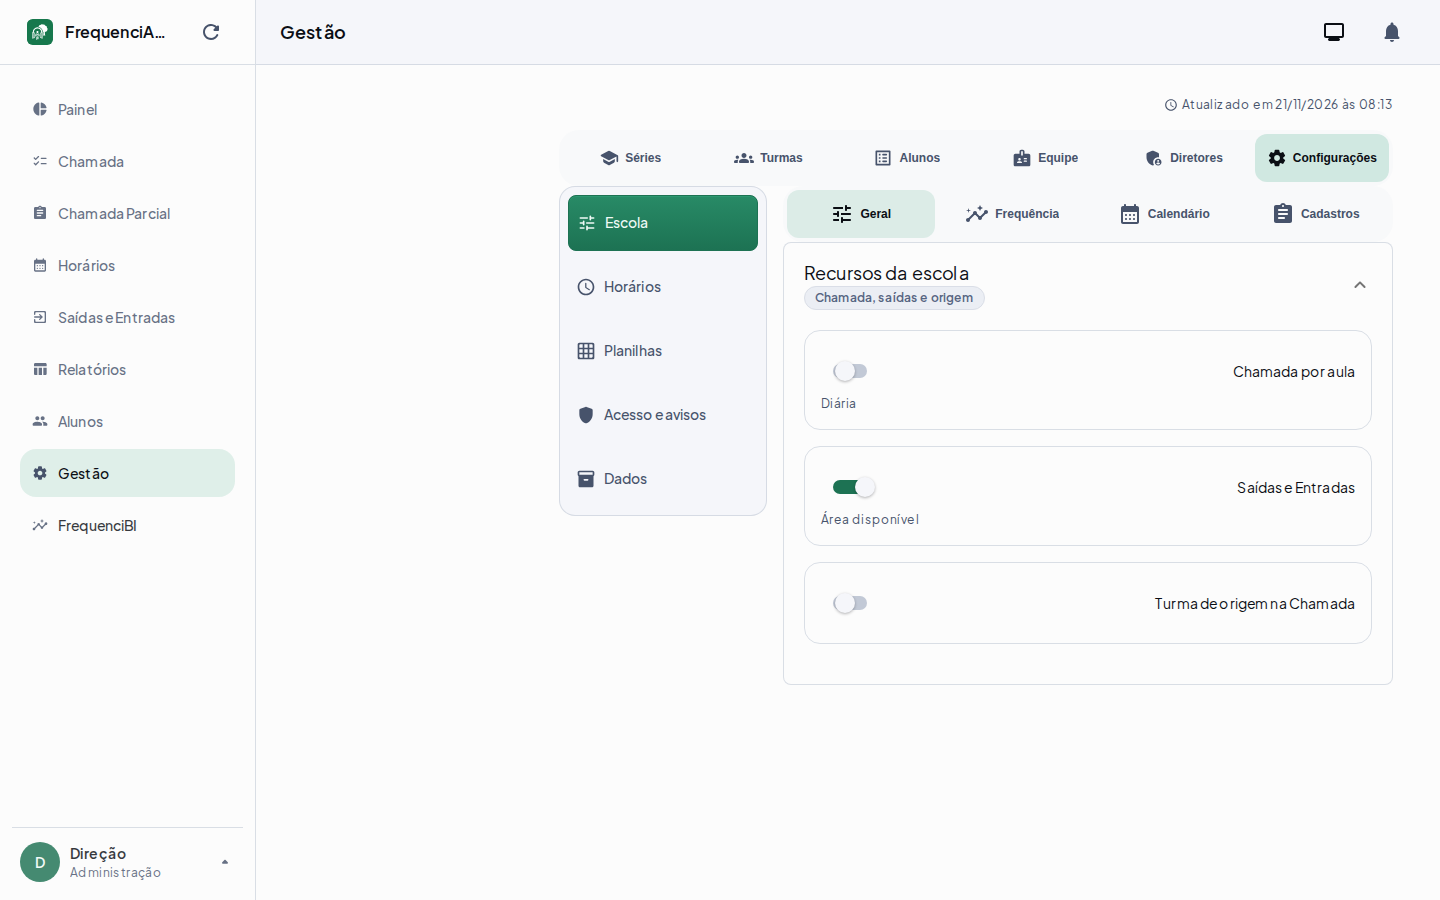 FrequenciA...
Gestão
Painel
Chamada
Chamada Parcial
Horários
Saídas e Entradas
Relatórios
Alunos
Gestão
FrequenciBI
D
Direção
Administração
Atualizado em 21/11/2026 às 08:13
Séries
Turmas
Alunos
Equipe
Diretores
Configurações
Escola
Horários
Planilhas
Acesso e avisos
Dados
Geral
Frequência
Calendário
Cadastros
Recursos da escola
Chamada, saídas e origem
Chamada por aula
Diária
Saídas e Entradas
Área disponível
Turma de origem na Chamada